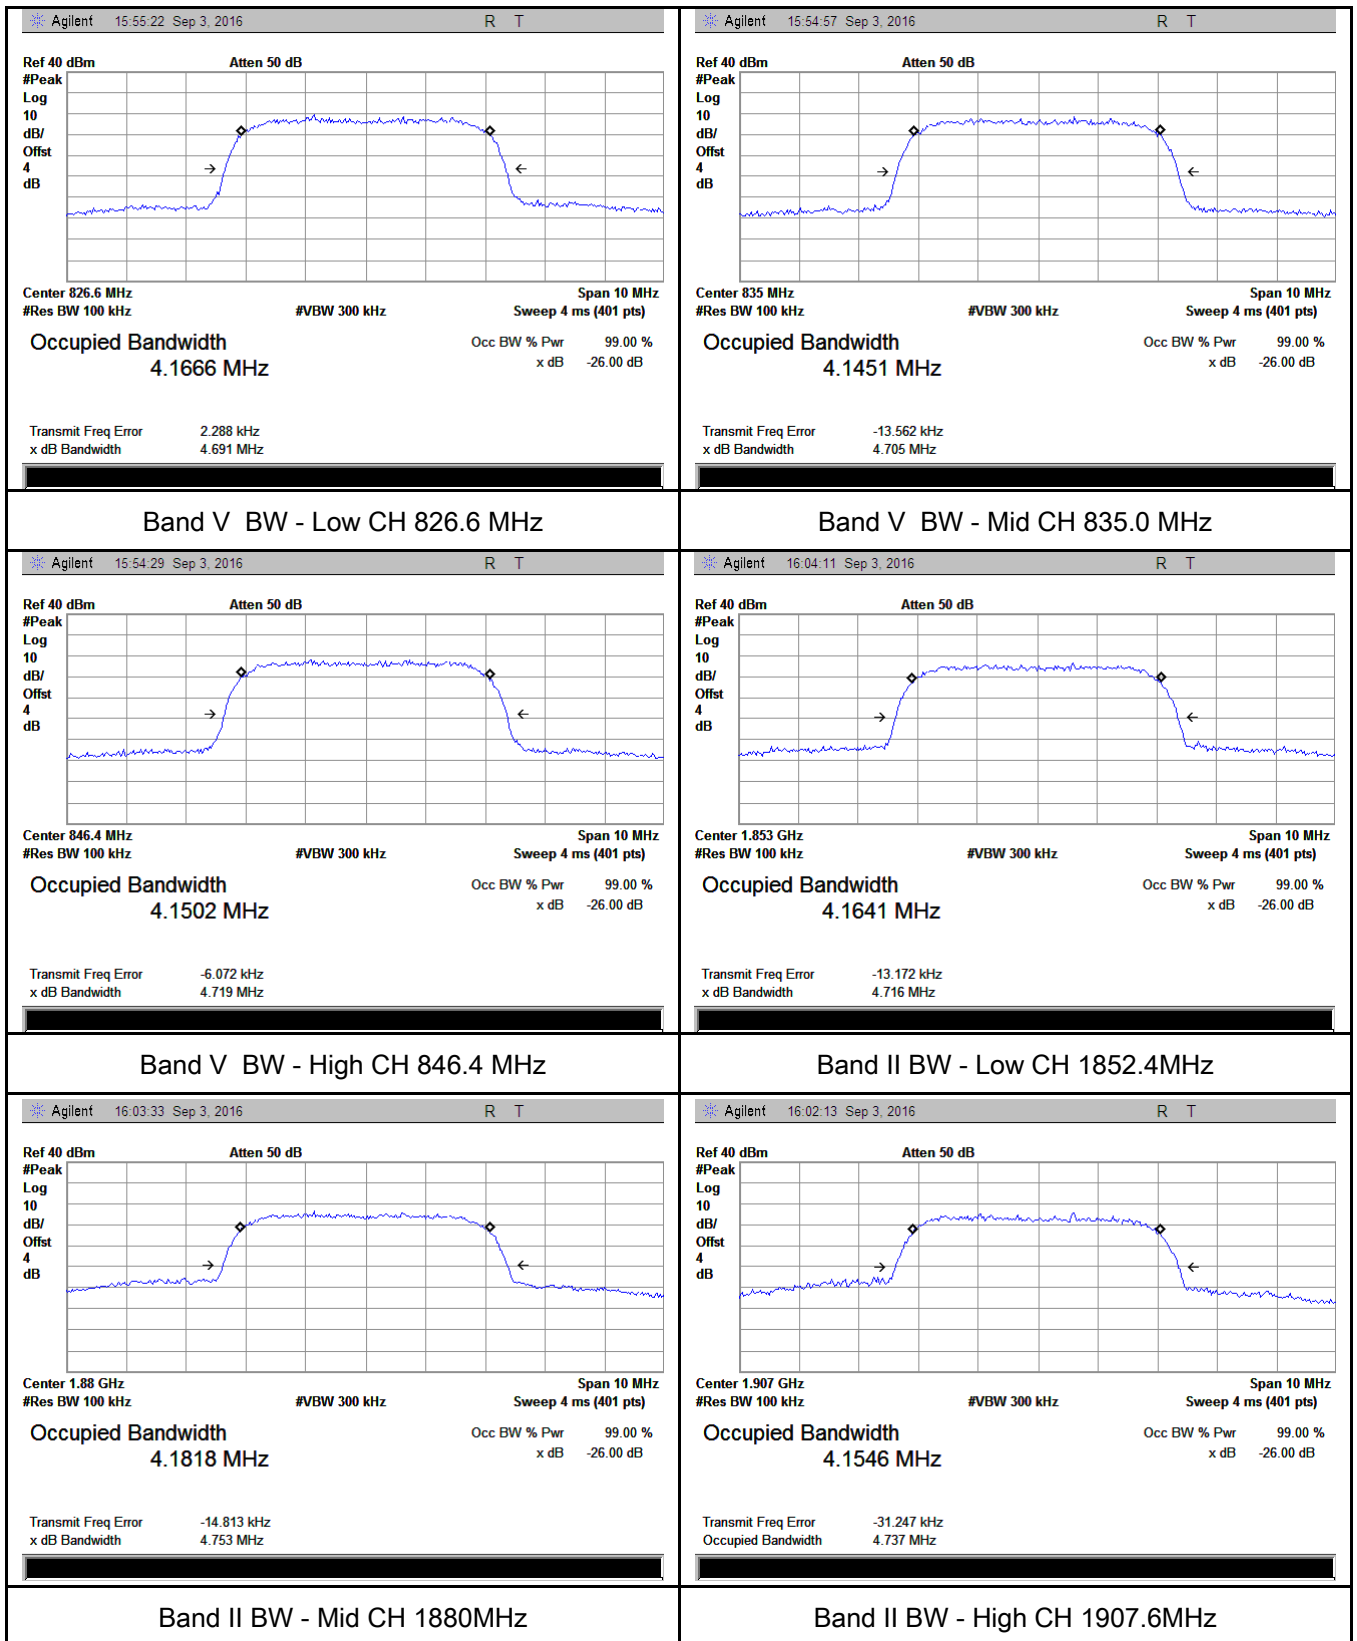 Agilent 15:55:22 Sep 3, 2016 R T
Ref 40 dBm Atten 50 dB
#Peak
Log
10
dB/
Offst
4
dB
Center 826.6 MHz Span 10 MHz
#Res BW 100 kHz #VBW 300 kHz Sweep 4 ms (401 pts)
Occupied Bandwidth Occ BW % Pwr 99.00 %
4.1666 MHz x dB -26.00 dB
Transmit Freq Error 2.288 kHz
x dB Bandwidth 4.691 MHz
Band V BW - Low CH 826.6 MHz
Agilent 15:54:57 Sep 3, 2016 R T
Ref 40 dBm Atten 50 dB
#Peak
Log
10
dB/
Offst
4
dB
Center 835 MHz Span 10 MHz
#Res BW 100 kHz #VBW 300 kHz Sweep 4 ms (401 pts)
Occupied Bandwidth Occ BW % Pwr 99.00 %
4.1451 MHz x dB -26.00 dB
Transmit Freq Error -13.562 kHz
x dB Bandwidth 4.705 MHz
Band V BW - Mid CH 835.0 MHz
Agilent 15:54:29 Sep 3, 2016 R T
Ref 40 dBm Atten 50 dB
#Peak
Log
10
dB/
Offst
4
dB
Center 846.4 MHz Span 10 MHz
#Res BW 100 kHz #VBW 300 kHz Sweep 4 ms (401 pts)
Occupied Bandwidth Occ BW % Pwr 99.00 %
4.1502 MHz x dB -26.00 dB
Transmit Freq Error -6.072 kHz
x dB Bandwidth 4.719 MHz
Band V BW - High CH 846.4 MHz
Agilent 16:04:11 Sep 3, 2016 R T
Ref 40 dBm Atten 50 dB
#Peak
Log
10
dB/
Offst
4
dB
Center 1.853 GHz Span 10 MHz
#Res BW 100 kHz #VBW 300 kHz Sweep 4 ms (401 pts)
Occupied Bandwidth Occ BW % Pwr 99.00 %
4.1641 MHz x dB -26.00 dB
Transmit Freq Error -13.172 kHz
x dB Bandwidth 4.716 MHz
Band II BW - Low CH 1852.4MHz
Agilent 16:03:33 Sep 3, 2016 R T
Ref 40 dBm Atten 50 dB
#Peak
Log
10
dB/
Offst
4
dB
Center 1.88 GHz Span 10 MHz
#Res BW 100 kHz #VBW 300 kHz Sweep 4 ms (401 pts)
Occupied Bandwidth Occ BW % Pwr 99.00 %
4.1818 MHz x dB -26.00 dB
Transmit Freq Error -14.813 kHz
x dB Bandwidth 4.753 MHz
Band II BW - Mid CH 1880MHz
Agilent 16:02:13 Sep 3, 2016 R T
Ref 40 dBm Atten 50 dB
#Peak
Log
10
dB/
Offst
4
dB
Center 1.907 GHz Span 10 MHz
#Res BW 100 kHz #VBW 300 kHz Sweep 4 ms (401 pts)
Occupied Bandwidth Occ BW % Pwr 99.00 %
4.1546 MHz x dB -26.00 dB
Transmit Freq Error -31.247 kHz
Occupied Bandwidth 4.737 MHz
Band II BW - High CH 1907.6MHz